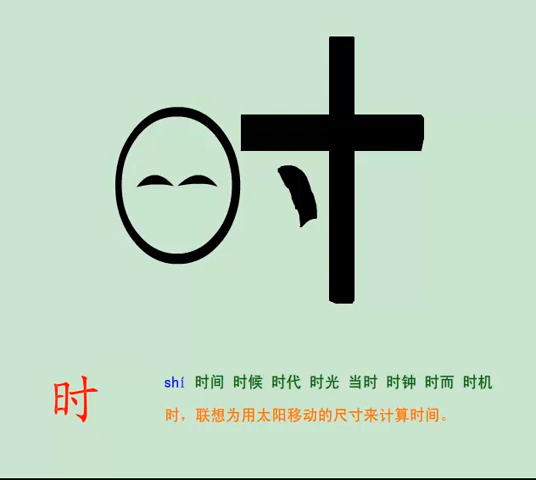 时
时
shí 时间 时候 时代 时光 当时 时钟 时而 时机
时，联想为用太阳移动的尺寸来计算时间。